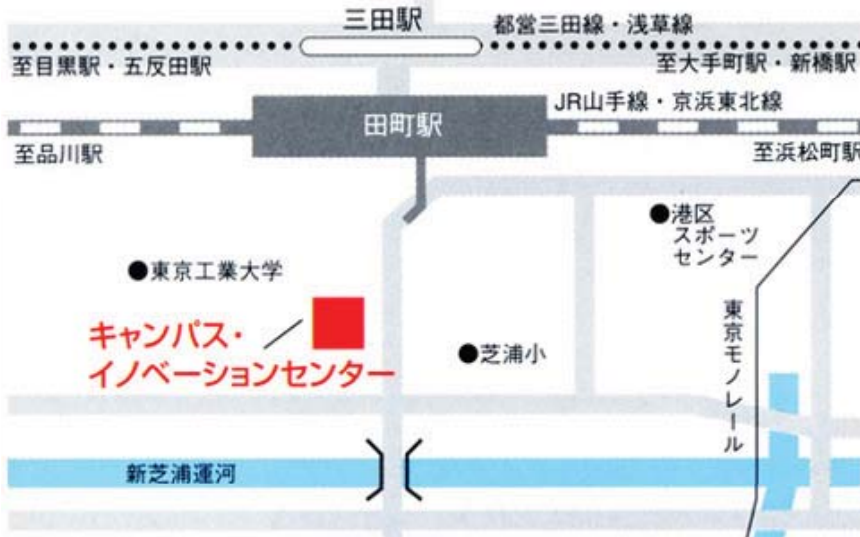 三田駅
都営三田線・浅草線
至目黒駅・五反田駅
至大手町駅・新橋駅
JR山手線・京浜東北線
田町駅
至品川駅
至浜松町駅
●港区
スポーツ
センター
●東京工業大学
キャンパス・
イノベーションセンター
●芝浦小
東京モノレール
新芝浦運河